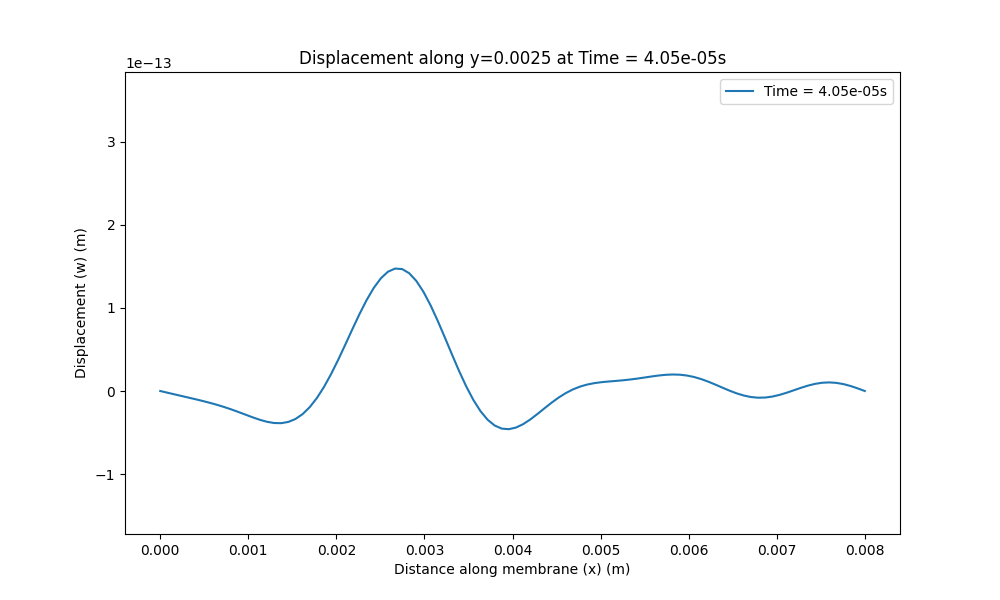 Displacement along y=0.0025 at Time = 4.05e-05s
1e−13
Time = 4.05e-05s
3
2
1
0
−1
Displacement (w) (m)
0.000 0.001 0.002 0.003 0.004 0.005 0.006 0.007 0.008
Distance along membrane (x) (m)